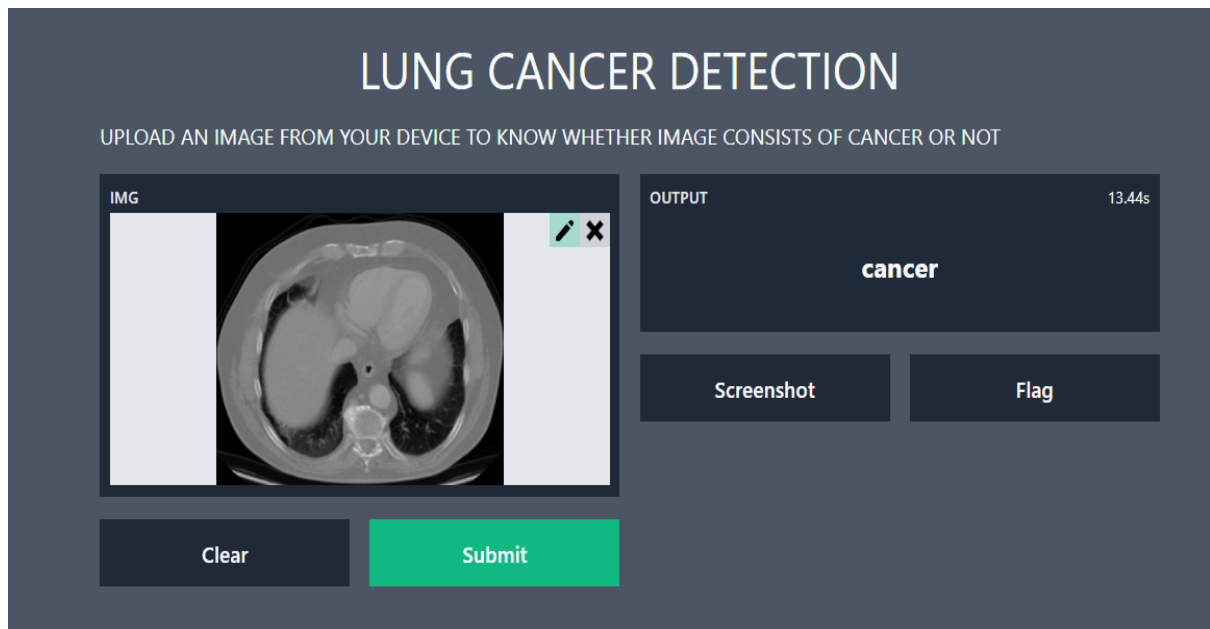 LUNG CANCER DETECTION
UPLOAD AN IMAGE FROM YOUR DEVICE TO KNOW WHETHER IMAGE CONSISTS OF CANCER OR NOT
IMG
OUTPUT 13.44s
cancer
Screenshot Flag
Clear Submit